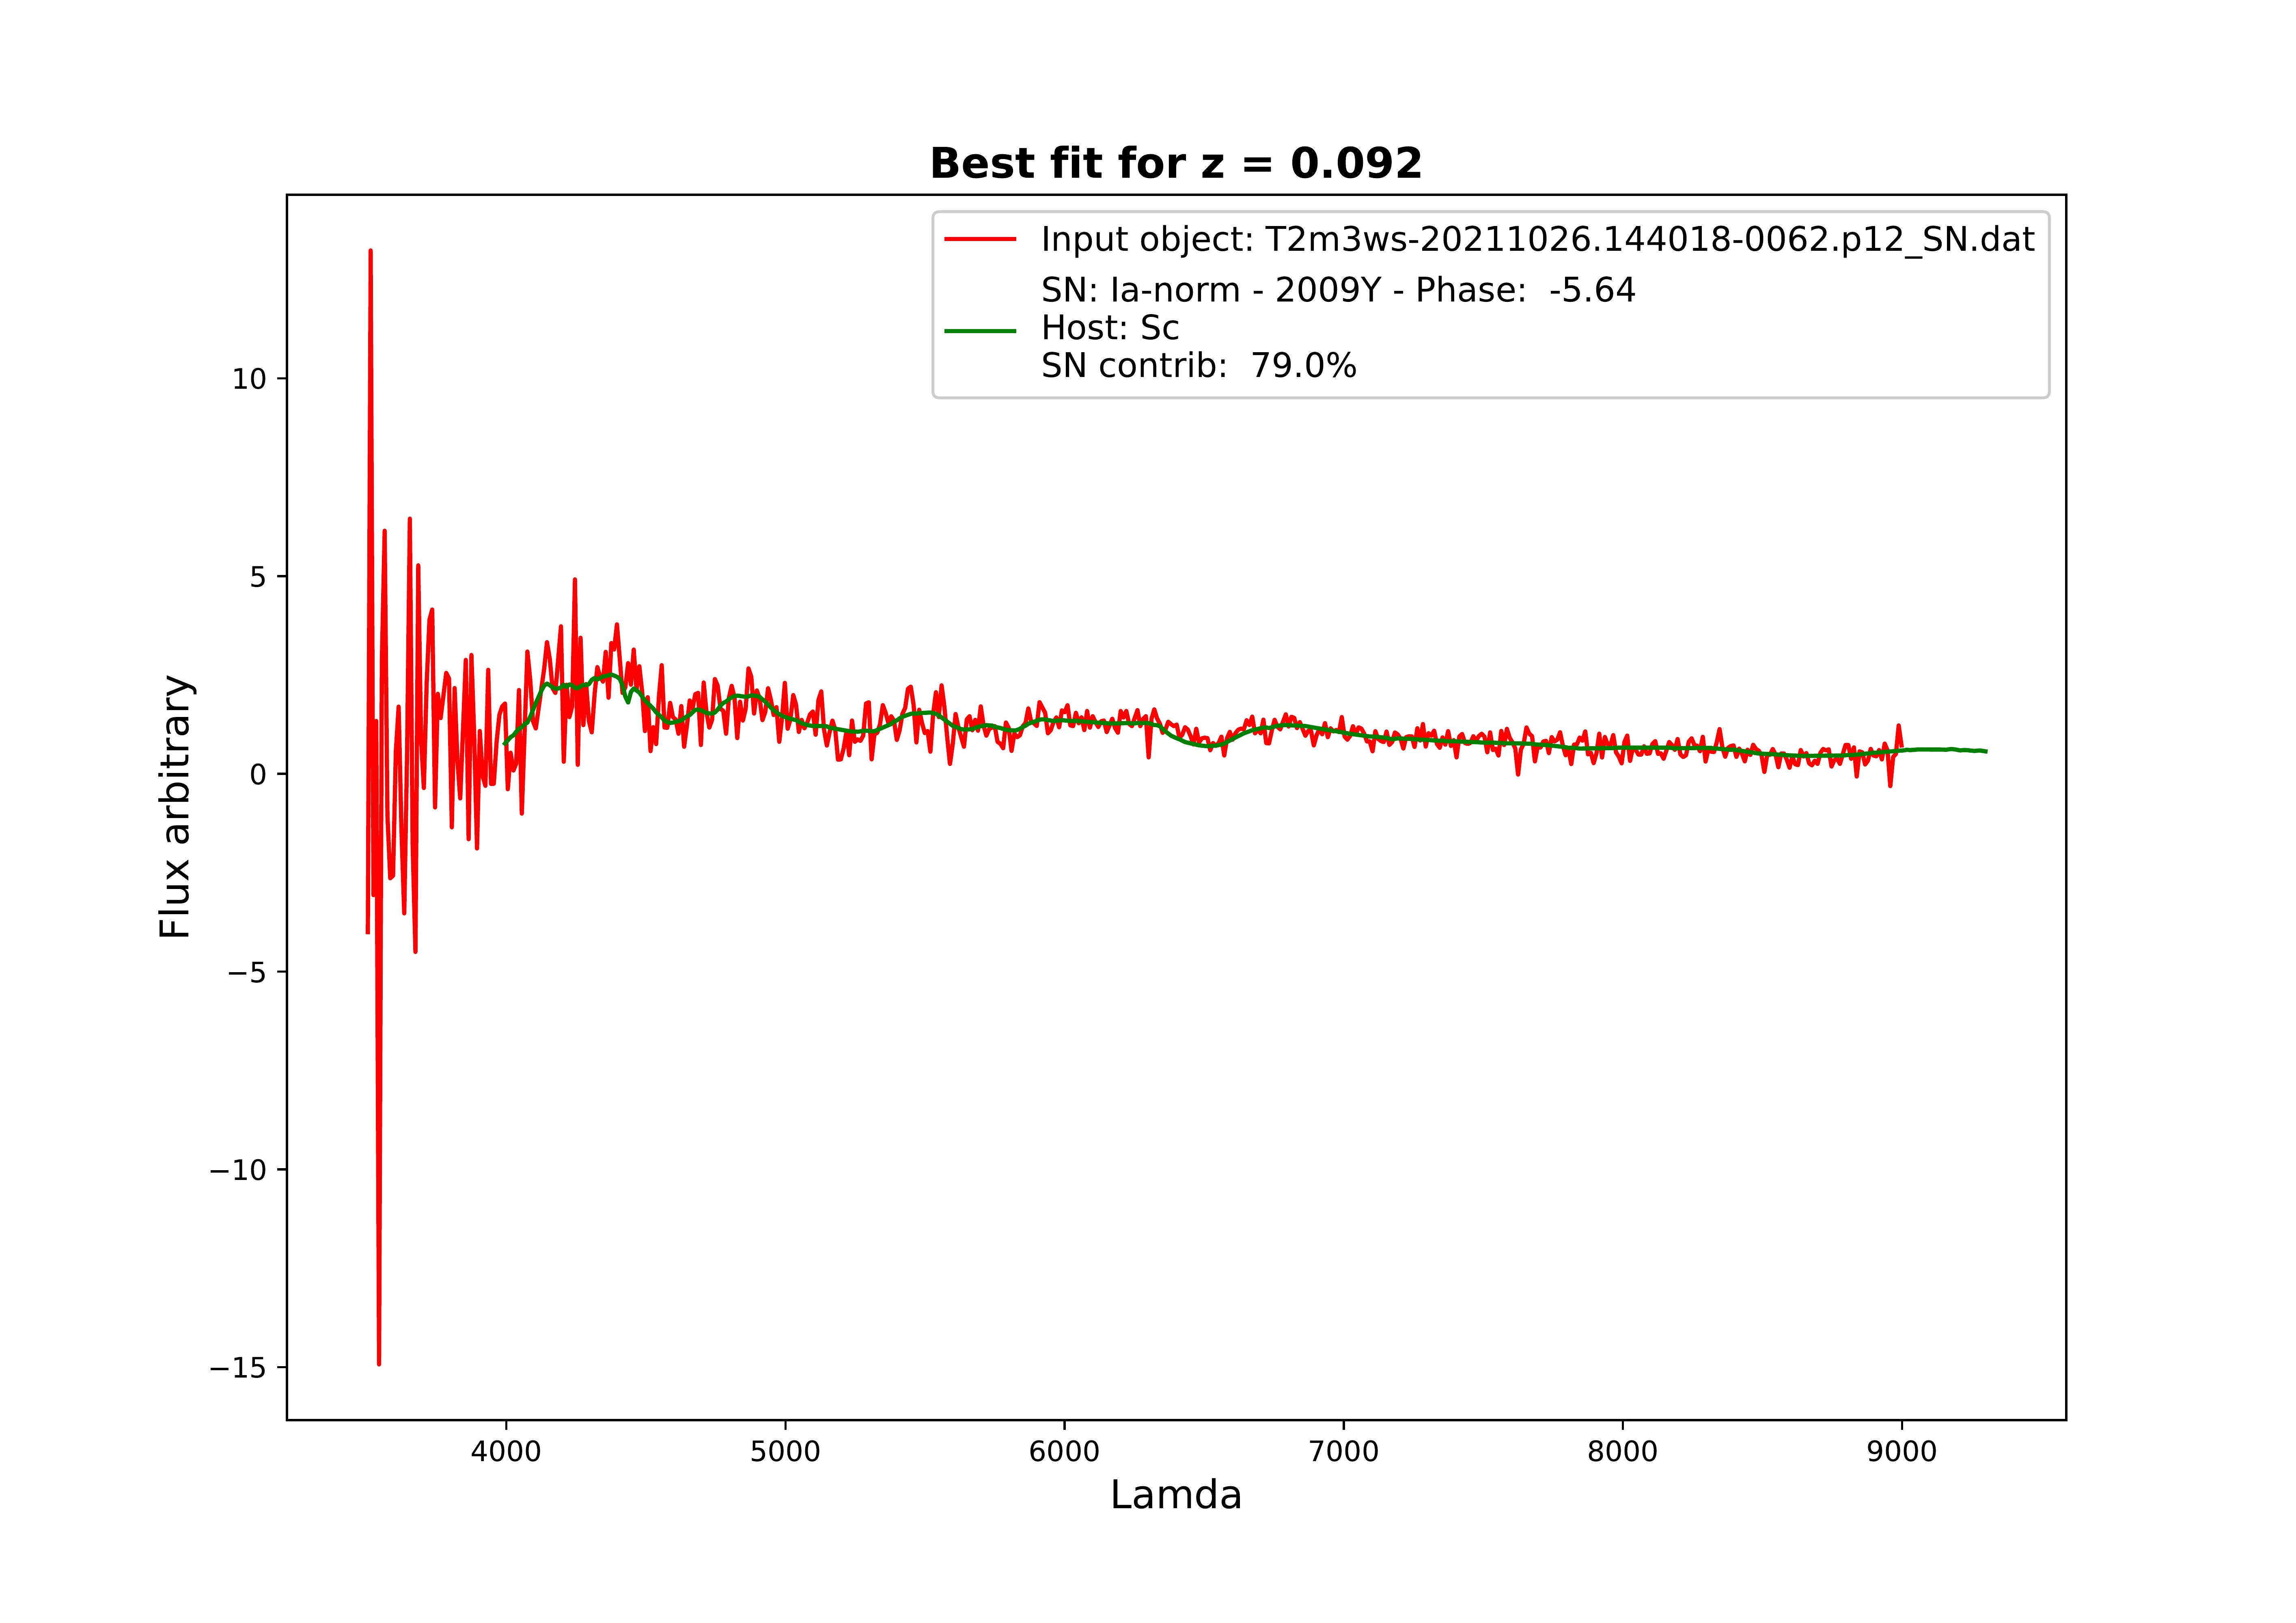 Best fit for z = 0.092
Input object: T2m3ws-20211026.144018-0062.p12_SN.dat
SN: Ia-norm - 2009Y - Phase:  -5.64
Host: Sc
SN contrib:  79.0%
Flux arbitrary
10
5
0
−5
−10
−15
4000 5000 6000 7000 8000 9000
Lamda